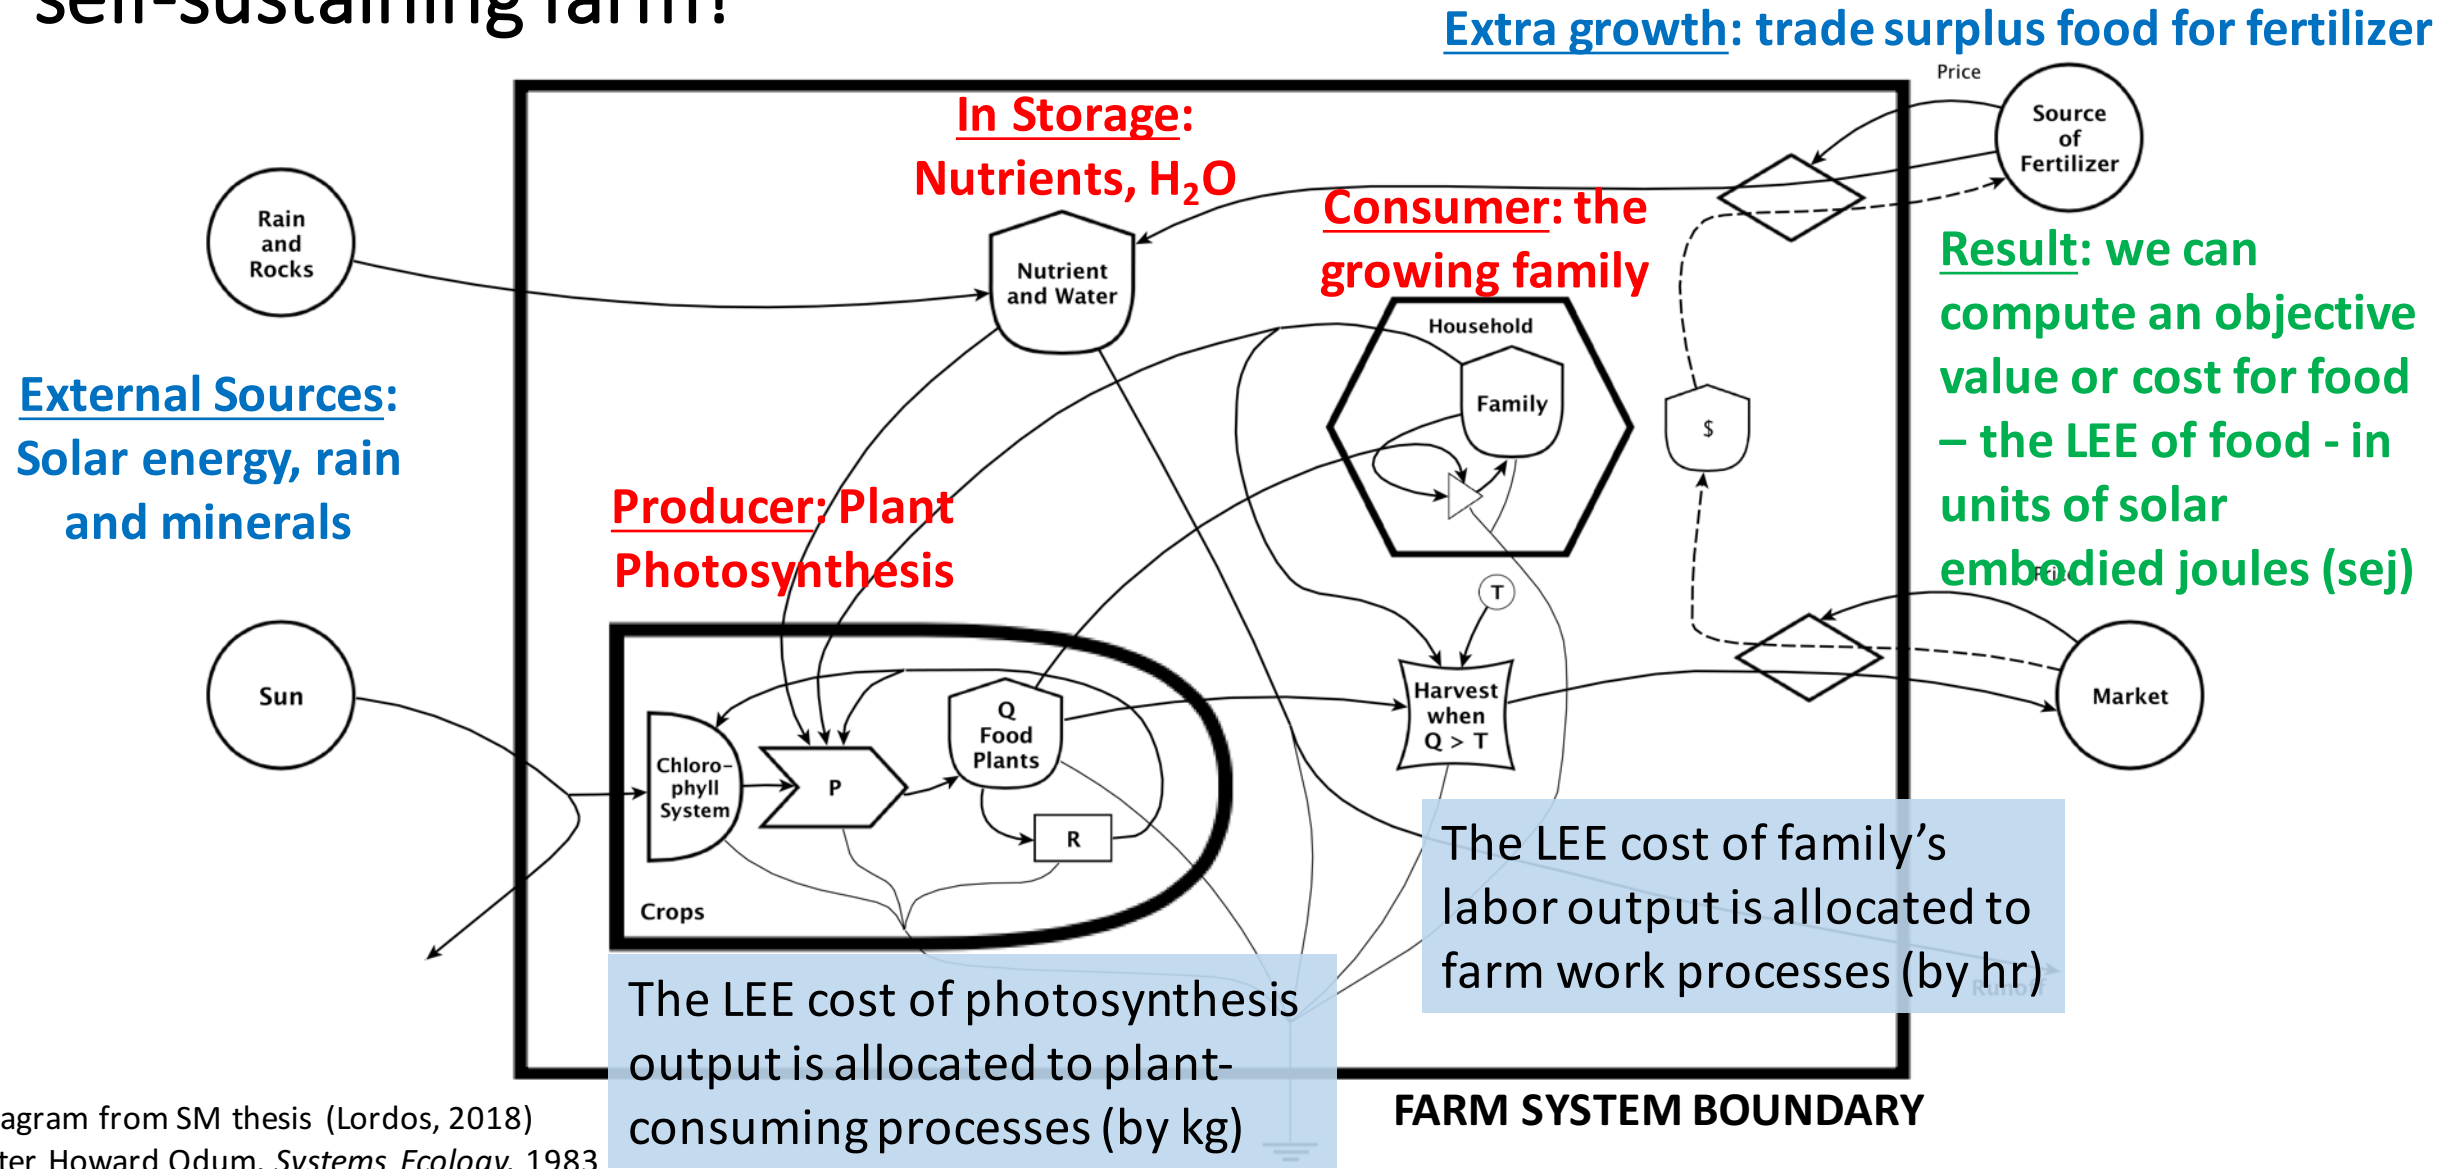 self-sustaining farm?
Extra growth: trade surplus food for fertilizer
Price
Source
of
Fertilizer
In Storage:
Nutrients, H₂O
Rain
and
Rocks
Nutrient
and Water
Consumer: the
growing family
Household
Family
$
Result: we can
compute an objective
value or cost for food
– the LEE of food - in
units of solar
embodied joules (sej)
External Sources:
Solar energy, rain
and minerals
Producer: Plant
Photosynthesis
Price
T
Sun
Harvest
when
Q > T
Market
Q
Food
Plants
Chloro-
phyll
System
P
R
Crops
The LEE cost of family’s
labor output is allocated to
farm work processes (by hr)
Runoff
The LEE cost of photosynthesis
output is allocated to plant-
consuming processes (by kg)
FARM SYSTEM BOUNDARY
agram from SM thesis (Lordos, 2018)
ter Howard Odum, Systems Ecology, 1983